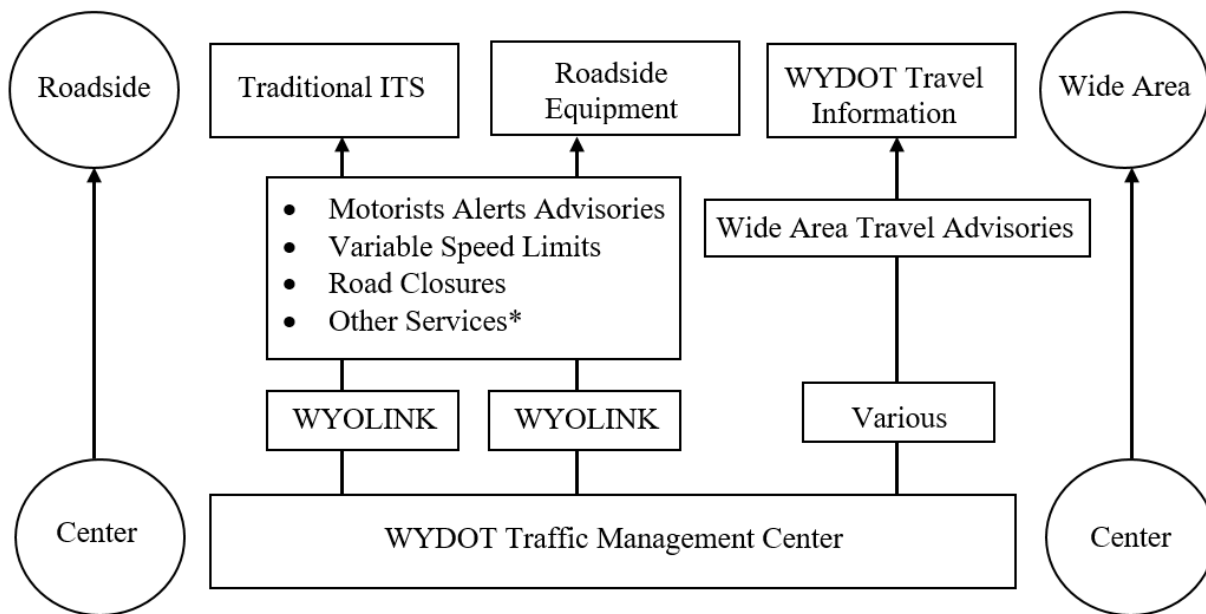 Roadside
Traditional ITS
Roadside
Equipment
WYDOT Travel
Information
Wide Area
• Motorists Alerts Advisories
• Variable Speed Limits
• Road Closures
• Other Services*
Wide Area Travel Advisories
WYOLINK
WYOLINK
Various
Center
WYDOT Traffic Management Center
Center